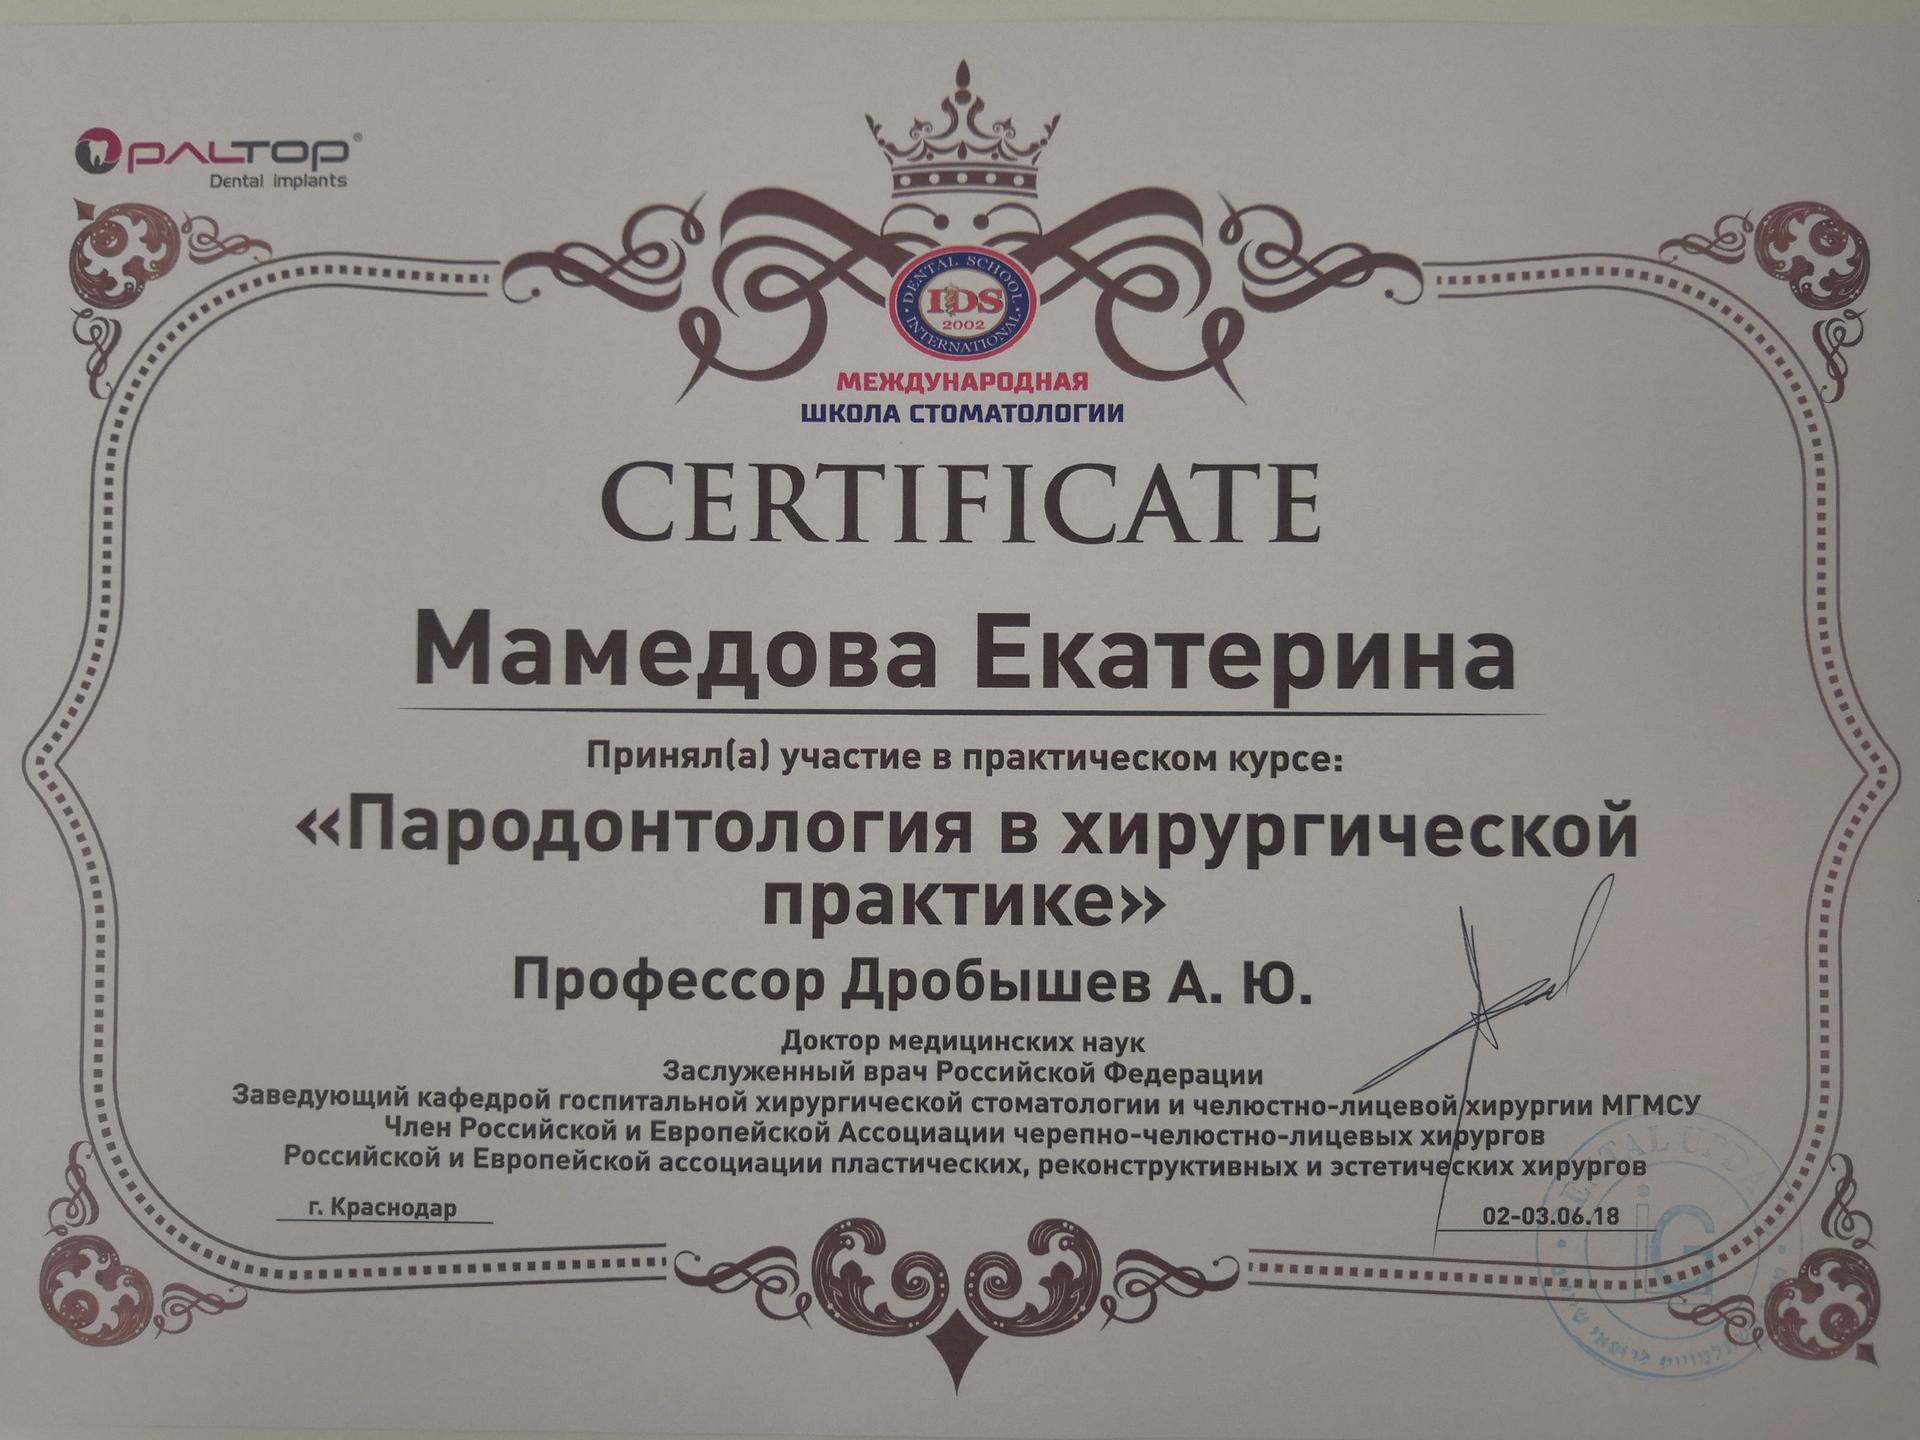 PALTOP®
Dental implants
DENTAL SCHOOL
IDS
2002
INTERNATIONAL
МЕЖДУНАРОДНАЯ
ШКОЛА СТОМАТОЛОГИИ
CERTIFICATE
Мамедова Екатерина
Принял(а) участие в практическом курсе:
«Пародонтология в хирургической
практике»
Профессор Дробышев А. Ю.
Доктор медицинских наук
Заслуженный врач Российской Федерации
Заведующий кафедрой госпитальной хирургической стоматологии и челюстно-лицевой хирургии МГМСУ
Член Российской и Европейской Ассоциации черепно-челюстно-лицевых хирургов
Российской и Европейской ассоциации пластических, реконструктивных и эстетических хирургов
г. Краснодар
02-03.06.18
iG